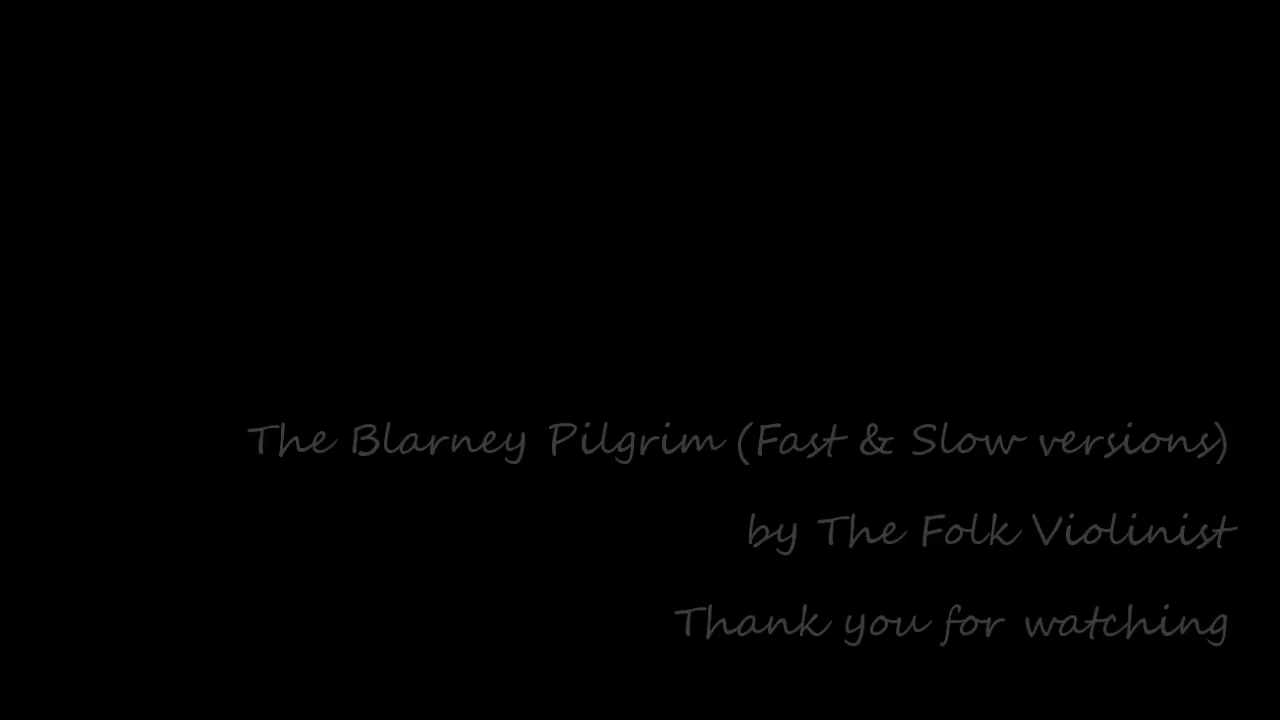 The Blarney Pilgrim (Fast & Slow versions)
by The Folk Violinist
Thank you for watching